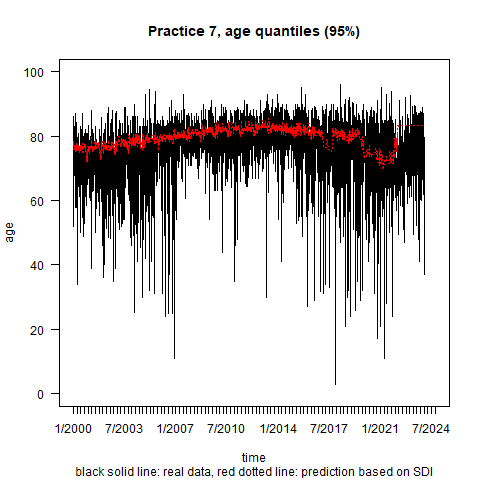 Practice 7, age quantiles (95%)
age
100
80
60
40
20
0
1/2000 7/2003 1/2007 7/2010 1/2014 7/2017 1/2021 7/2024
time
black solid line: real data, red dotted line: prediction based on SDI